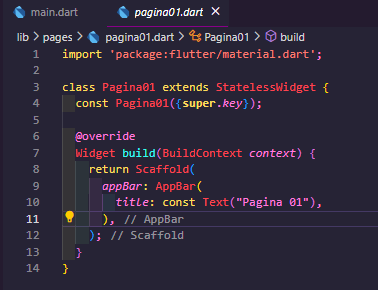 main.dart pagina01.dart ×
lib > pages > pagina01.dart > Pagina01 > build
1 import 'package:flutter/material.dart';
2
3 class Pagina01 extends StatelessWidget {
4 const Pagina01({super.key});
5
6 @override
7 Widget build(BuildContext context) {
8 return Scaffold(
9 appBar: AppBar(
10 title: const Text("Pagina 01"),
11 ), // AppBar
12 ); // Scaffold
13 }
14 }